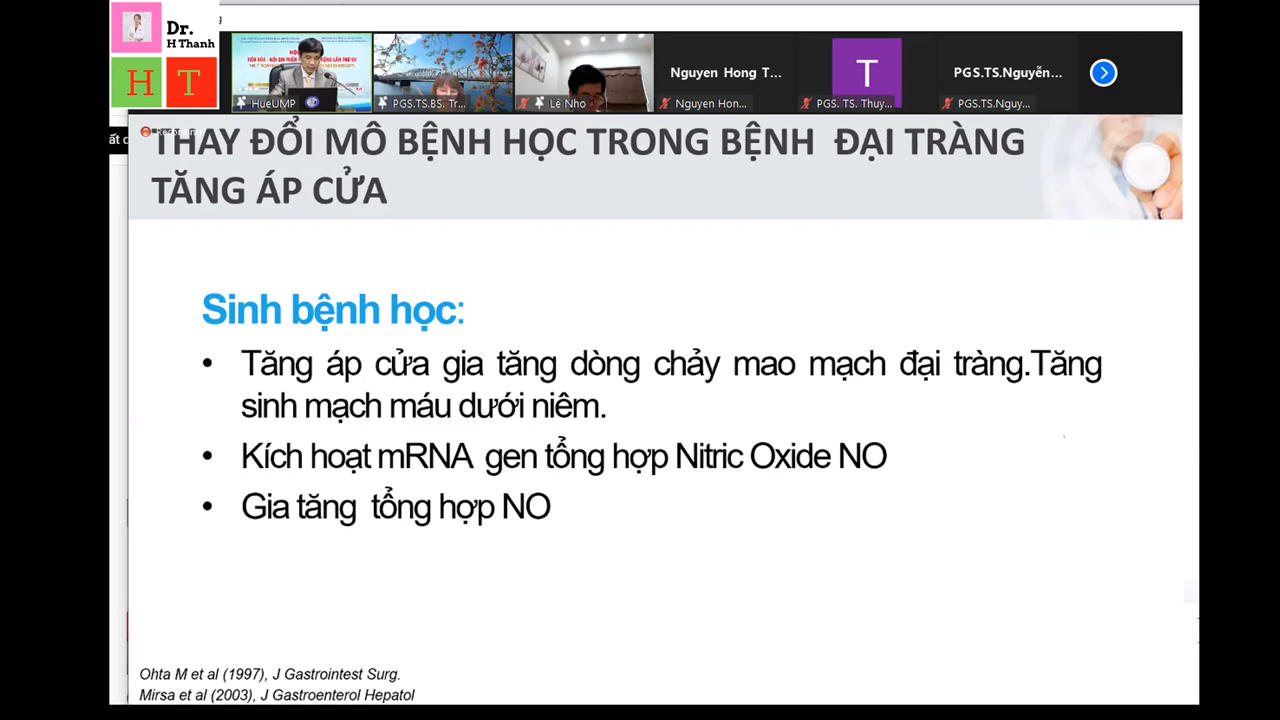 Dr.
H Thanh
H T
HueUMP
PGS.TS.BS. Tr...
Lê Nho
Nguyen Hong T...
Nguyen Hon...
T
PGS. TS. Thuy...
PGS.TS.Nguyễn...
PGS.TS.Nguy...
Recording
THAY ĐỔI MÔ BỆNH HỌC TRONG BỆNH ĐẠI TRÀNG
TĂNG ÁP CỬA
Sinh bệnh học:
• Tăng áp cửa gia tăng dòng chảy mao mạch đại tràng.Tăng
sinh mạch máu dưới niêm.
• Kích hoạt mRNA gen tổng hợp Nitric Oxide NO
• Gia tăng tổng hợp NO
Ohta M et al (1997), J Gastrointest Surg.
Mirsa et al (2003), J Gastroenterol Hepatol